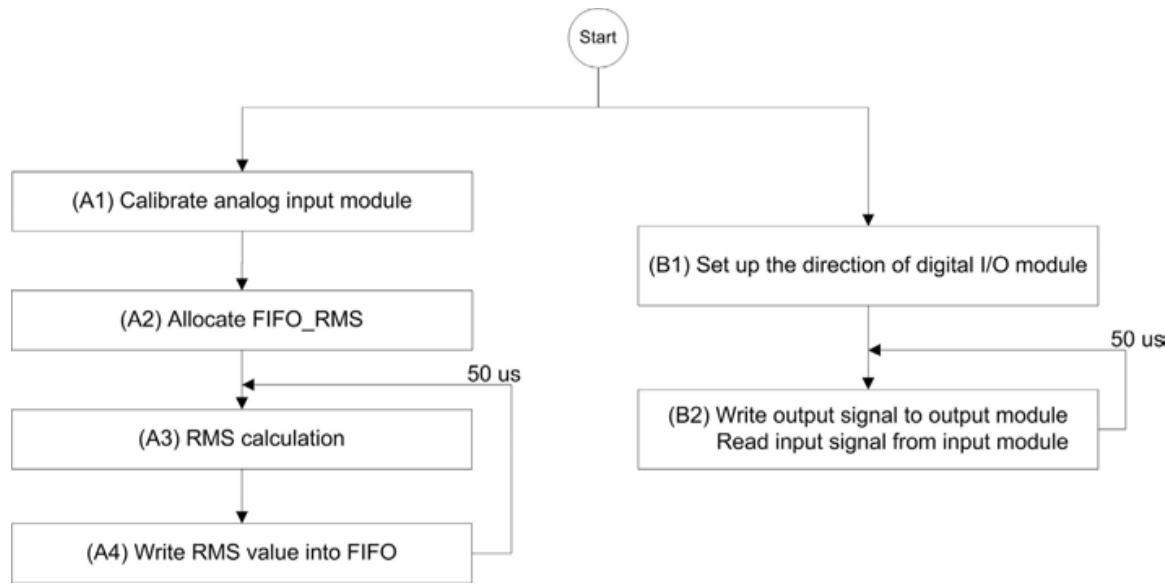 Start
(A1) Calibrate analog input module
(A2) Allocate FIFO_RMS
50 us
(A3) RMS calculation
(A4) Write RMS value into FIFO
(B1) Set up the direction of digital I/O module
50 us
(B2) Write output signal to output module
Read input signal from input module